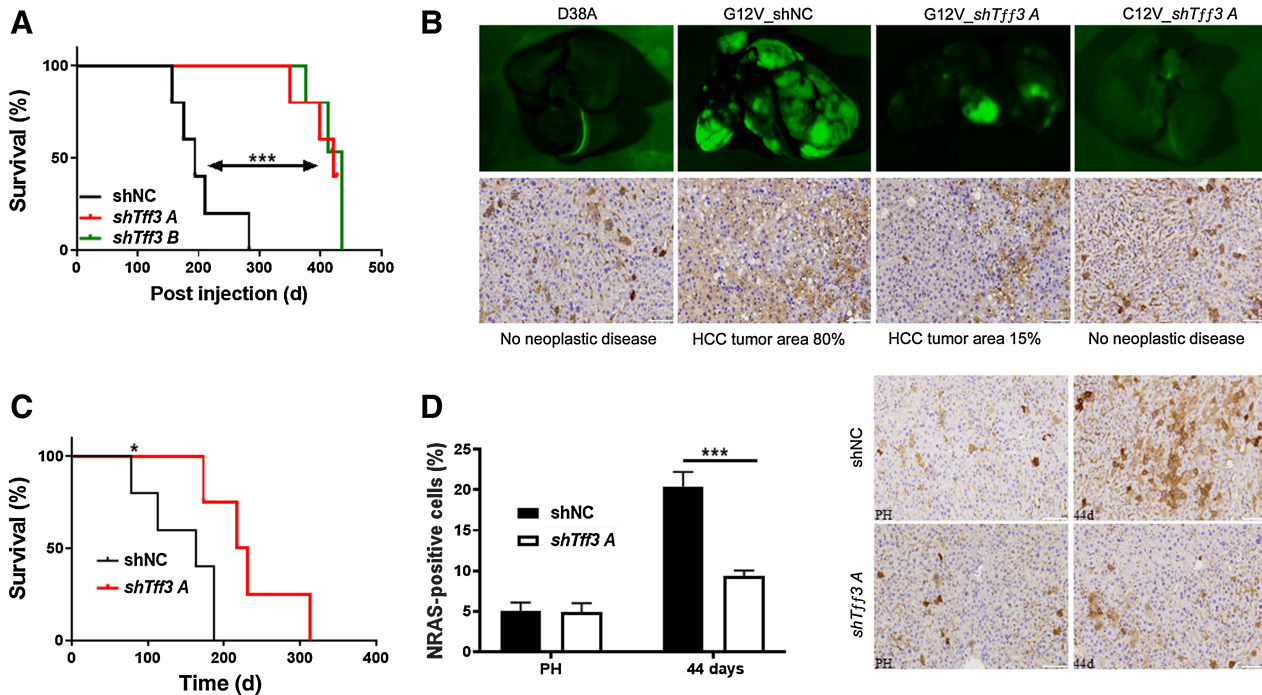 A
Survival (%)
100
50
0
***
shNC
shTff3 A
shTff3 B
0 100 200 300 400 500
Post injection (d)
B
D38A G12V_shNC G12V_shTff3 A C12V_shTff3 A
No neoplastic disease HCC tumor area 80% HCC tumor area 15% No neoplastic disease
C
Survival (%)
100
50
0
*
shNC
shTff3 A
0 100 200 300 400
Time (d)
D
NRAS-positive cells (%)
25
20
15
10
5
0
***
shNC
shTff3 A
PH 44 days
shNC
PH 44d
shTff3 A
PH 44d